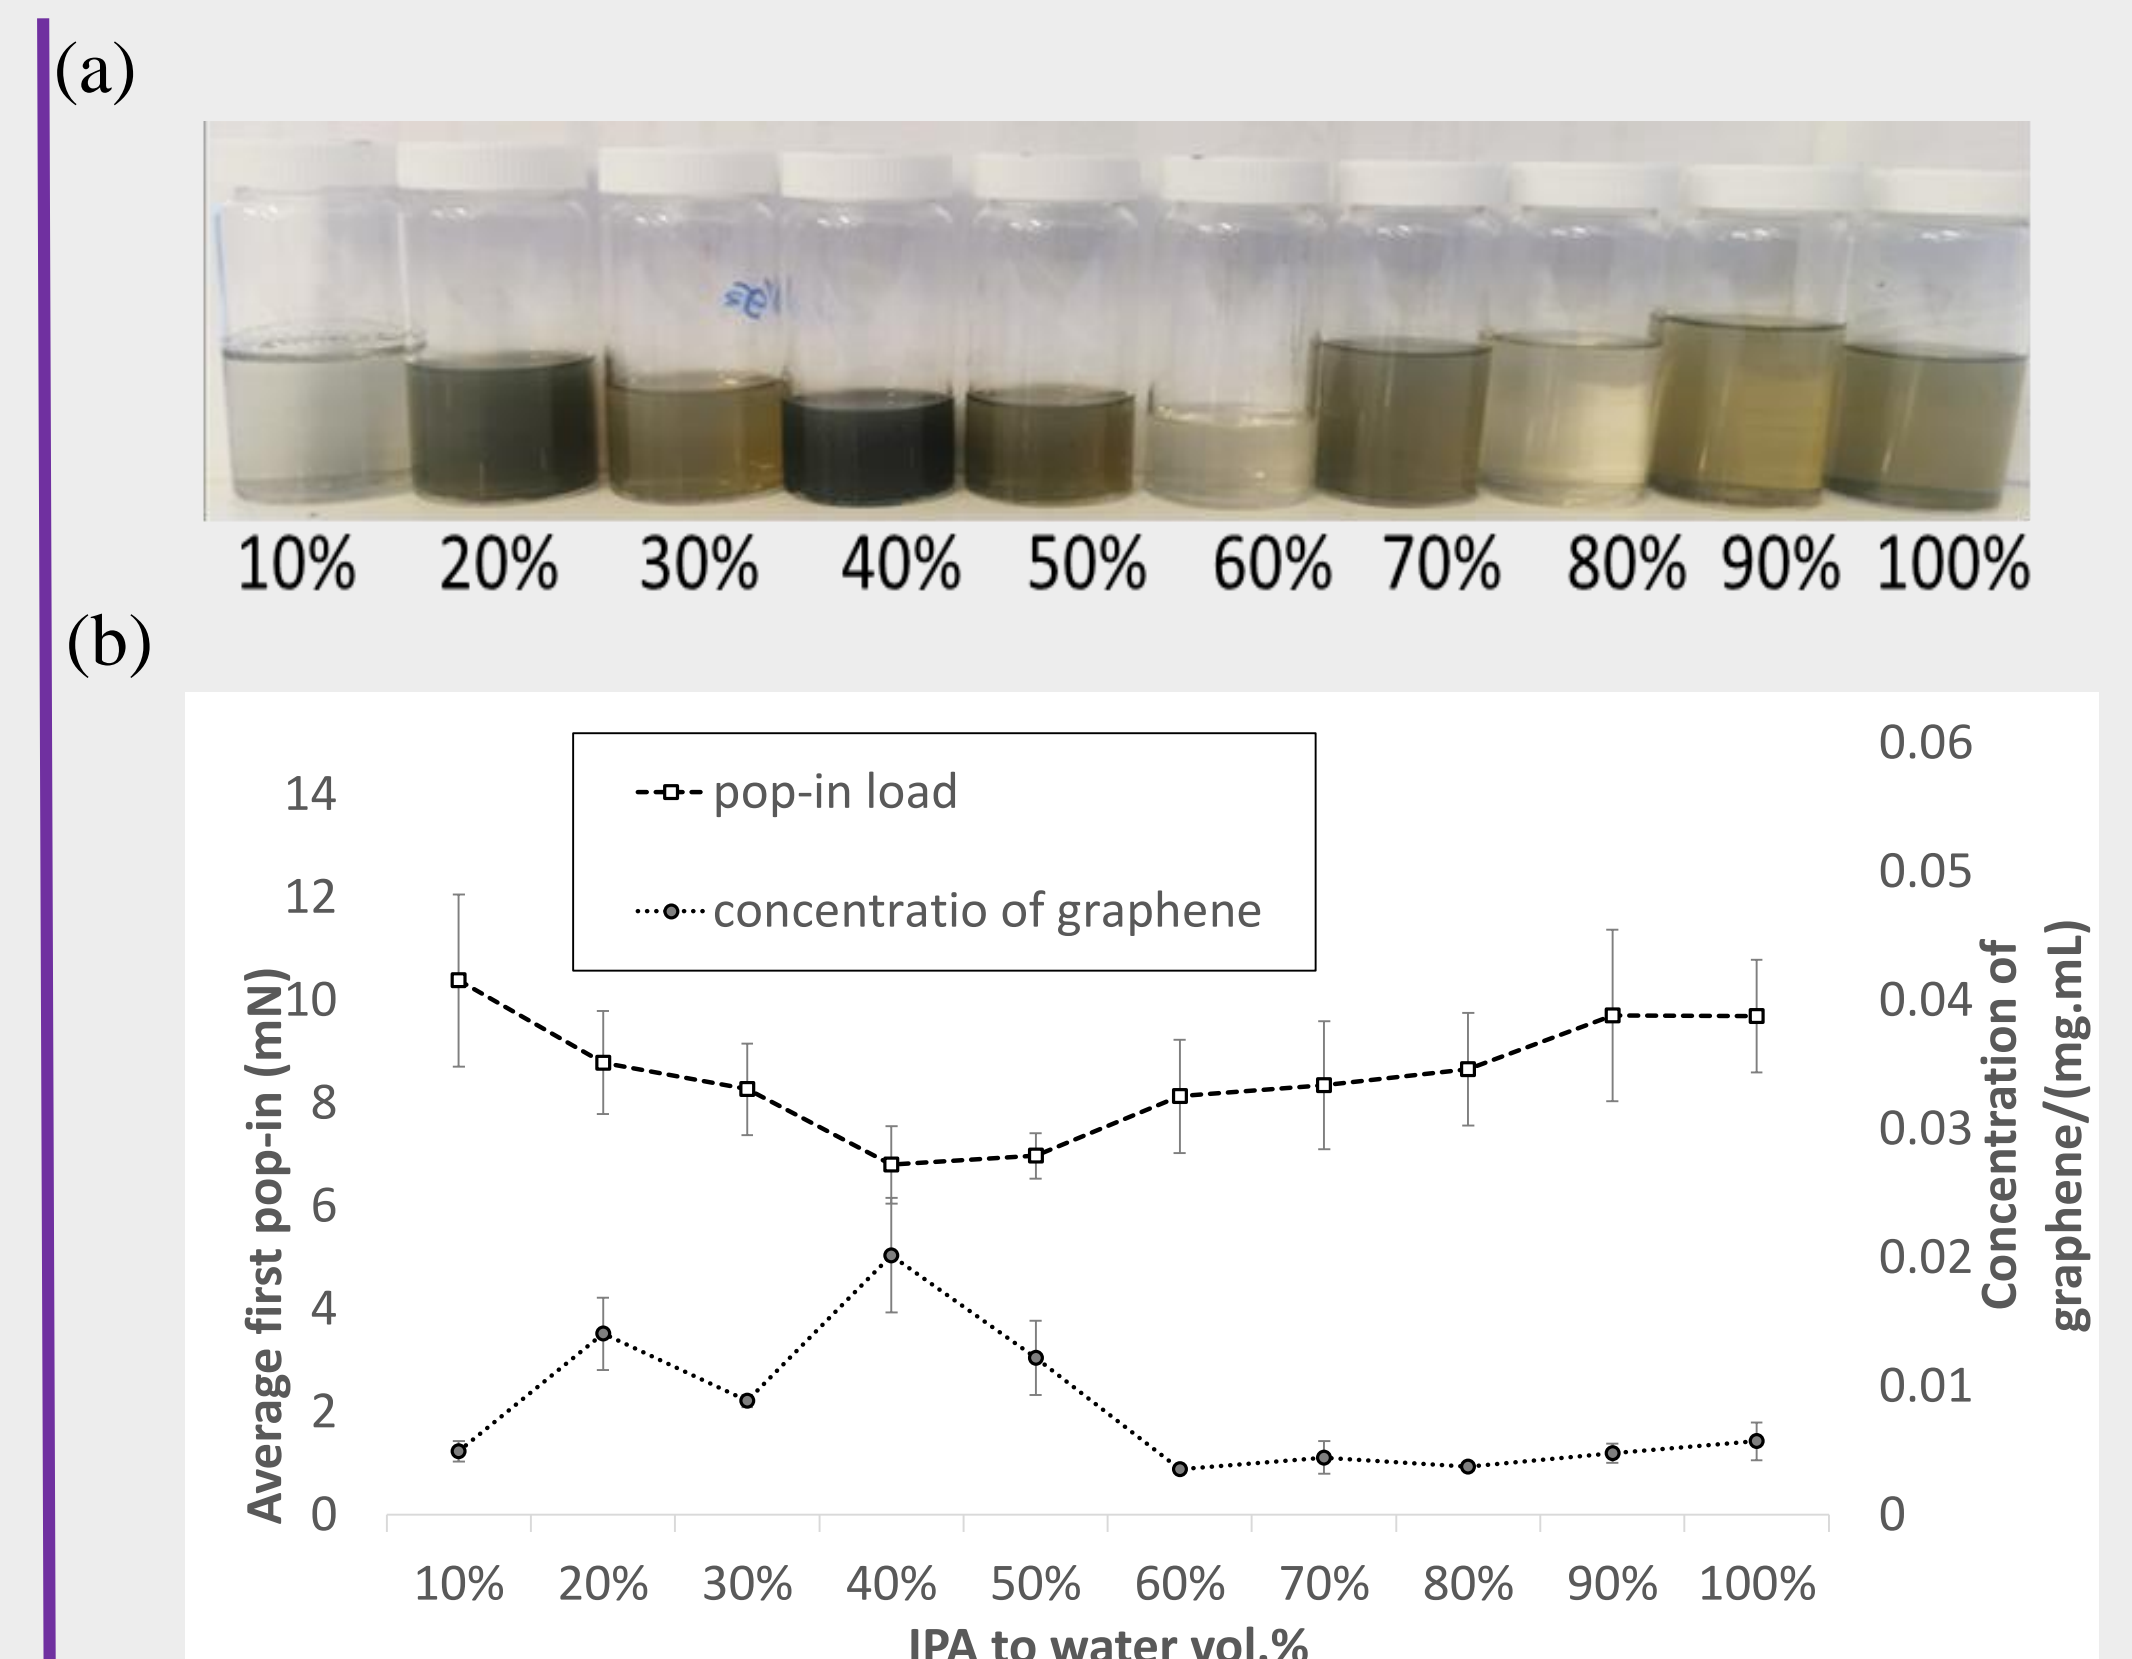 (a)
10% 20% 30% 40% 50% 60% 70% 80% 90% 100%
(b)
pop-in load
concentratio of graphene
Average first pop-in (mN)
14
12
10
8
6
4
2
0
0.06
0.05
0.04
0.03
0.02
0.01
0
Concentration of
graphene/(mg.mL)
10% 20% 30% 40% 50% 60% 70% 80% 90% 100%
IPA to water vol.%